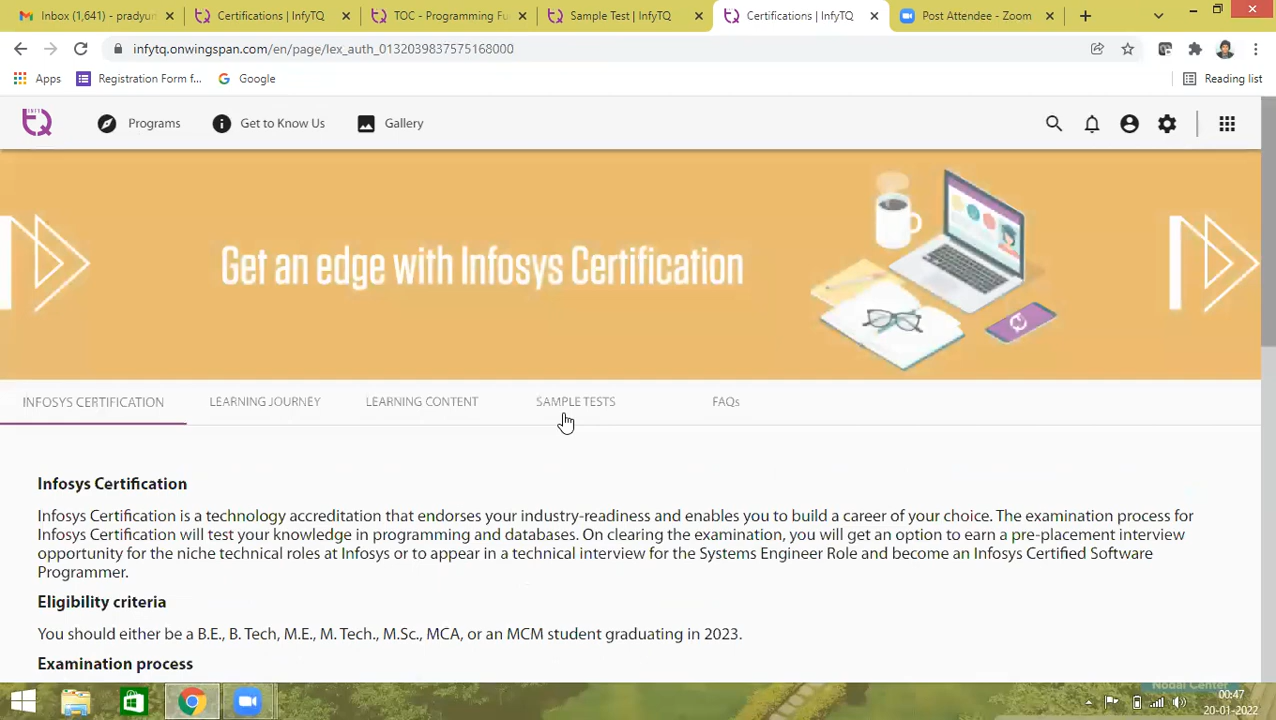 Inbox (1,641) - pradyun
Certifications | InfyTQ
TOC - Programming Fu
Sample Test | InfyTQ
Certifications | InfyTQ
Post Attendee - Zoom
infytq.onwingspan.com/en/page/lex_auth_0132039837575168000
Apps
Registration Form f...
Google
Reading list
Programs
Get to Know Us
Gallery
Get an edge with Infosys Certification
INFOSYS CERTIFICATION
LEARNING JOURNEY
LEARNING CONTENT
SAMPLE TESTS
FAQs
Infosys Certification
Infosys Certification is a technology accreditation that endorses your industry-readiness and enables you to build a career of your choice. The examination process for
Infosys Certification will test your knowledge in programming and databases. On clearing the examination, you will get an option to earn a pre-placement interview
opportunity for the niche technical roles at Infosys or to appear in a technical interview for the Systems Engineer Role and become an Infosys Certified Software
Programmer.
Eligibility criteria
You should either be a B.E., B. Tech, M.E., M. Tech., M.Sc., MCA, or an MCM student graduating in 2023.
Examination process
Nodal Center
00:47
20-01-2022